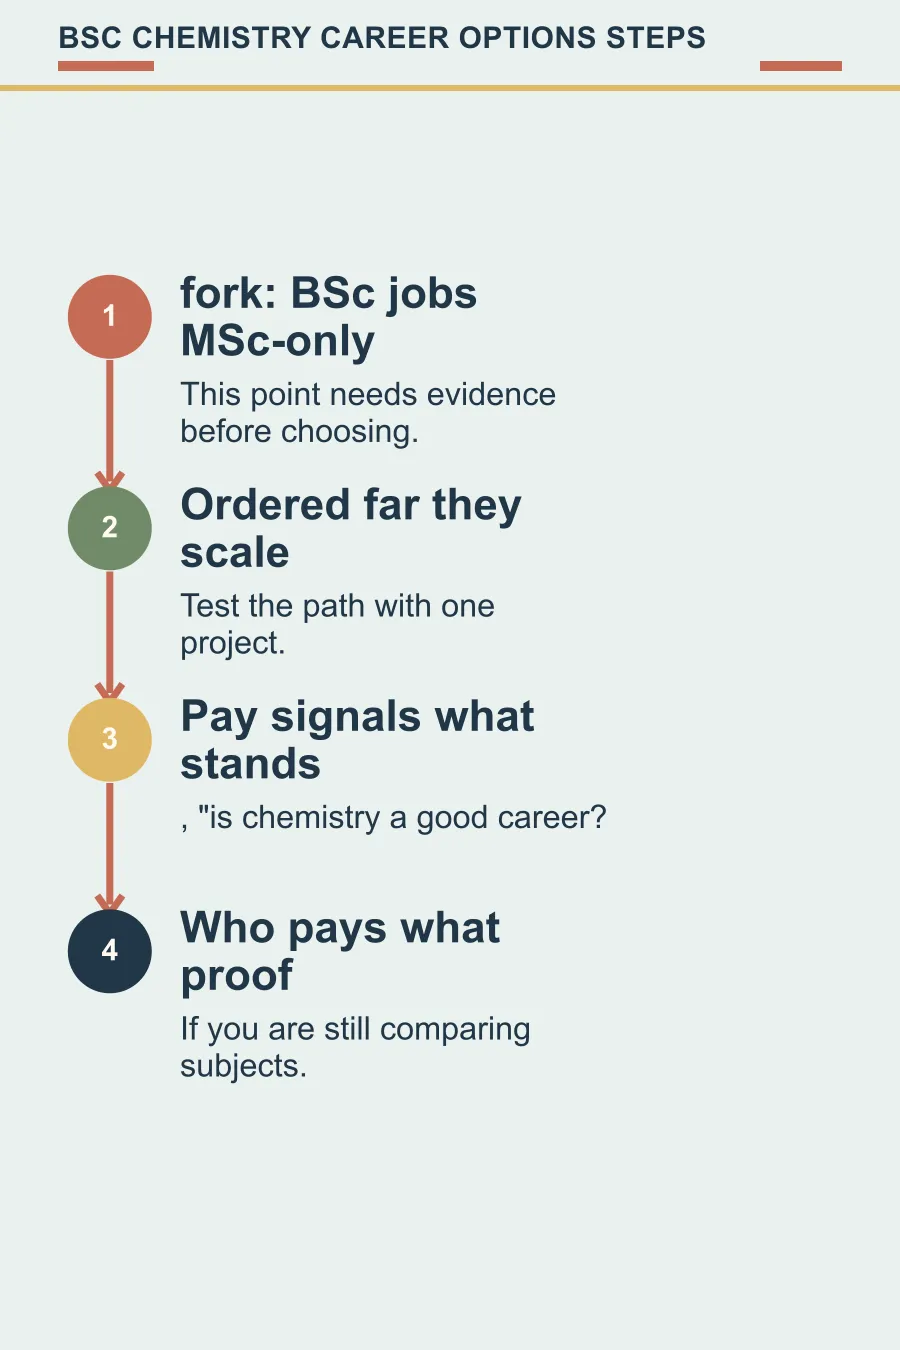 BSC CHEMISTRY CAREER OPTIONS STEPS
1
fork: BSc jobs
MSc-only
This point needs evidence
before choosing.
2
Ordered far they
scale
Test the path with one
project.
3
Pay signals what
stands
, "is chemistry a good career?
4
Who pays what
proof
If you are still comparing
subjects.